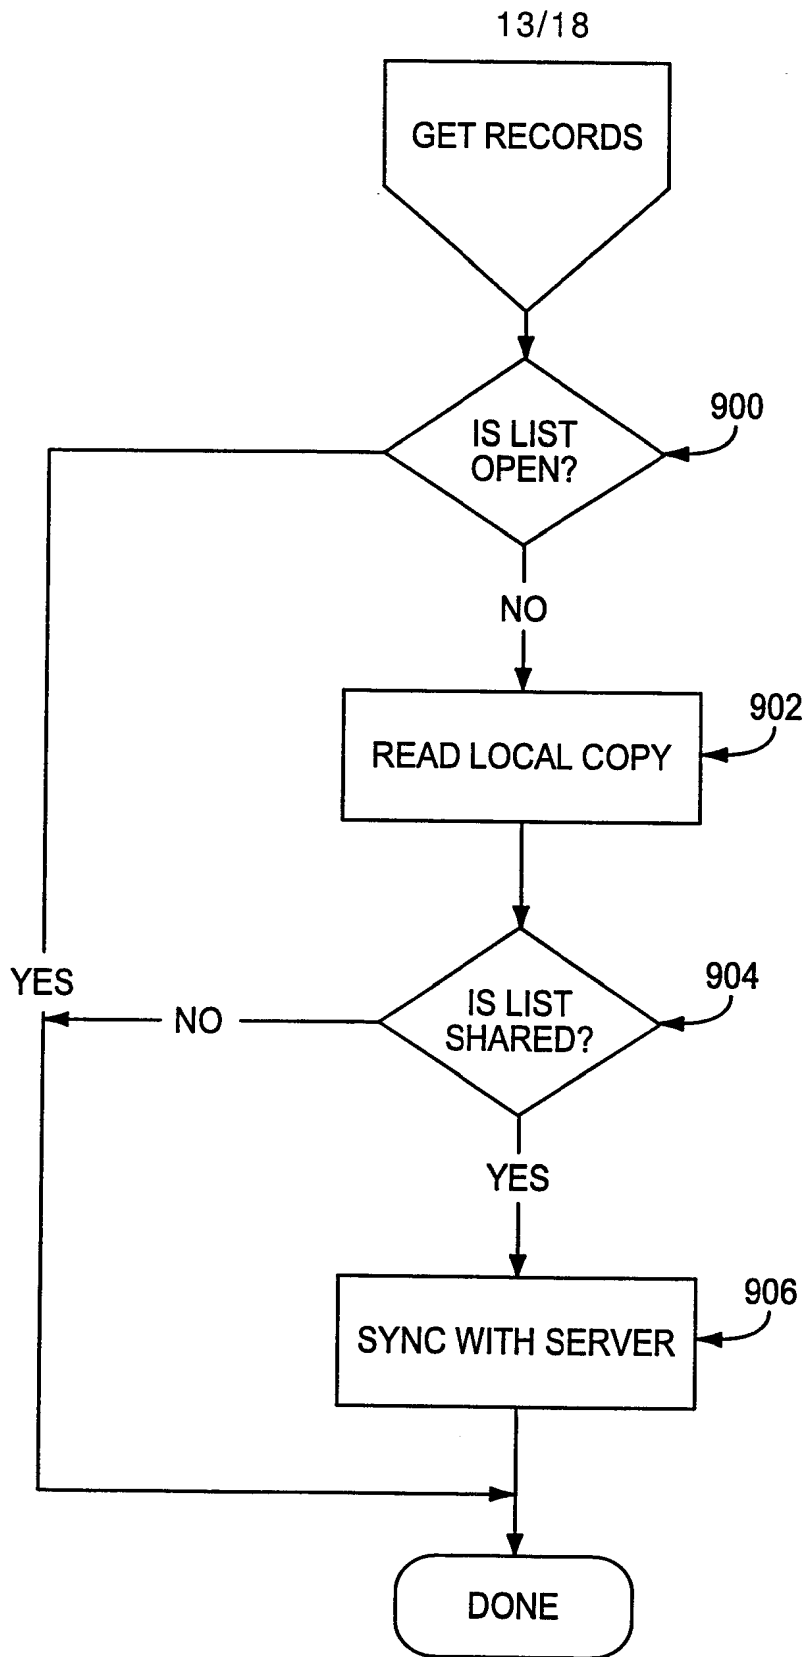 13/18
GET RECORDS
IS LIST
OPEN?
900
NO
READ LOCAL COPY
902
YES
NO
IS LIST
SHARED?
904
YES
SYNC WITH SERVER
906
DONE